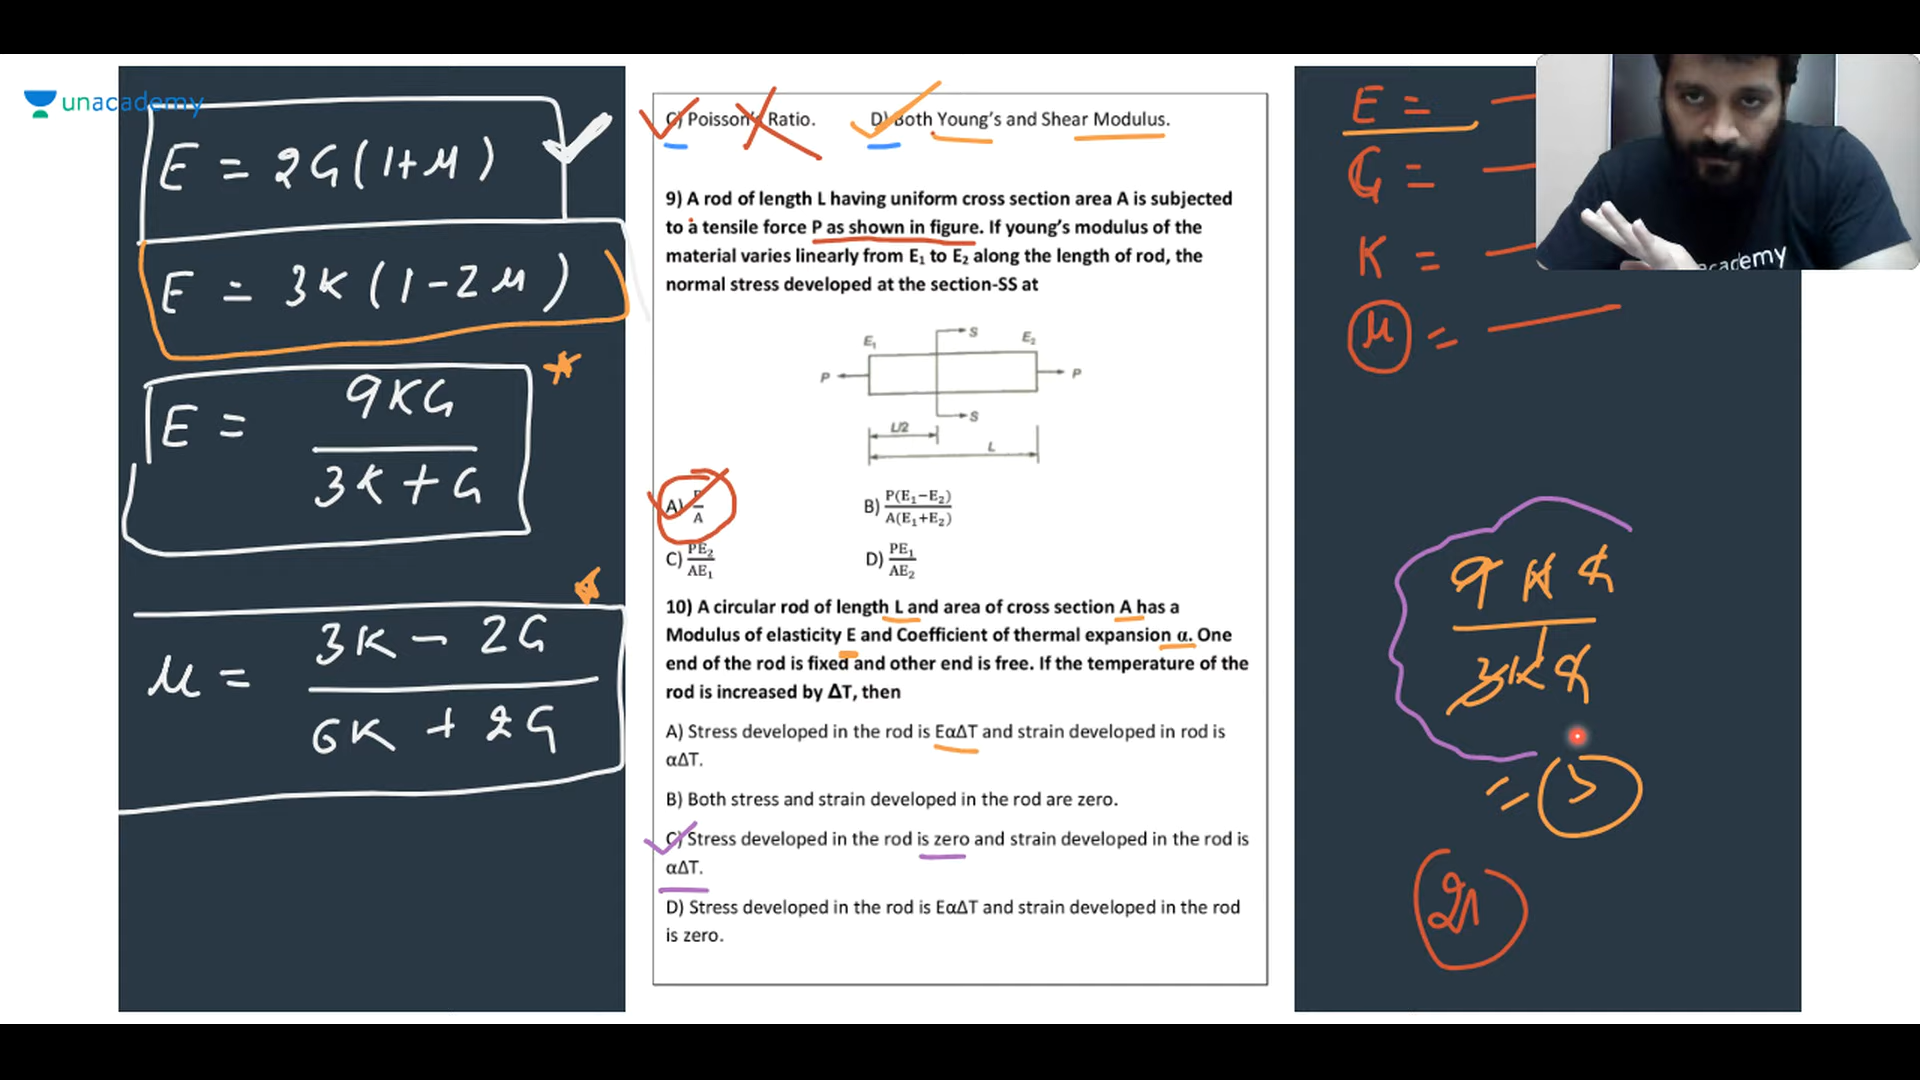 unacademy
E = 2G(1+μ)
E = 3K(1-2μ)
E = 9KG
3K+G
μ = 3K - 2G
6K + 2G
C) Poisson's Ratio. D) Both Young's and Shear Modulus.
9) A rod of length L having uniform cross section area A is subjected
to a tensile force P as shown in figure. If young's modulus of the
material varies linearly from E₁ to E₂ along the length of rod, the
normal stress developed at the section-SS at
E₁ S E₂
P P
S
L/2
L
A) P/A B) P(E₁−E₂)/A(E₁+E₂)
C) PE₂/AE₁ D) PE₁/AE₂
10) A circular rod of length L and area of cross section A has a
Modulus of elasticity E and Coefficient of thermal expansion α. One
end of the rod is fixed and other end is free. If the temperature of the
rod is increased by ΔT, then
A) Stress developed in the rod is EαΔT and strain developed in rod is
αΔT.
B) Both stress and strain developed in the rod are zero.
C) Stress developed in the rod is zero and strain developed in the rod is
αΔT.
D) Stress developed in the rod is EαΔT and strain developed in the rod
is zero.
E =
G =
K =
μ =
academy
9KG
3KG
=
21